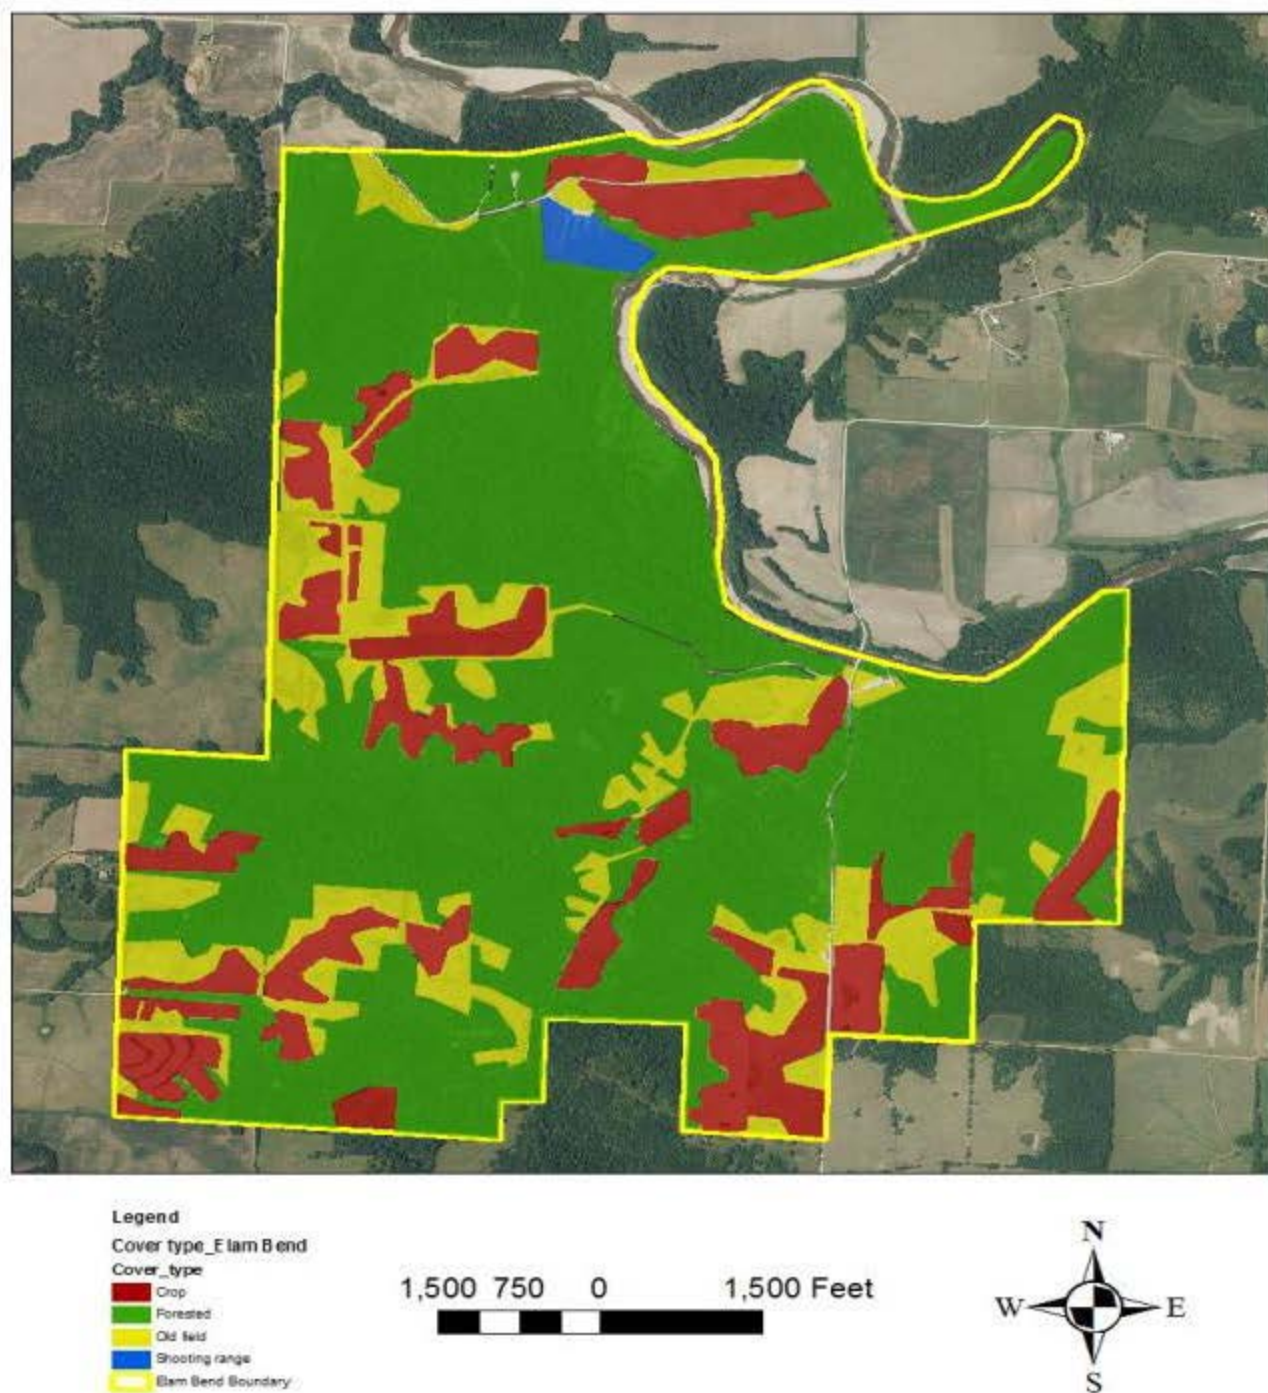 Legend
Cover type_Elam Bend
Cover_type
Crop
Forested
Old field
Shooting range
Elam Bend Boundary
1,500 750 0 1,500 Feet
N
W E
S